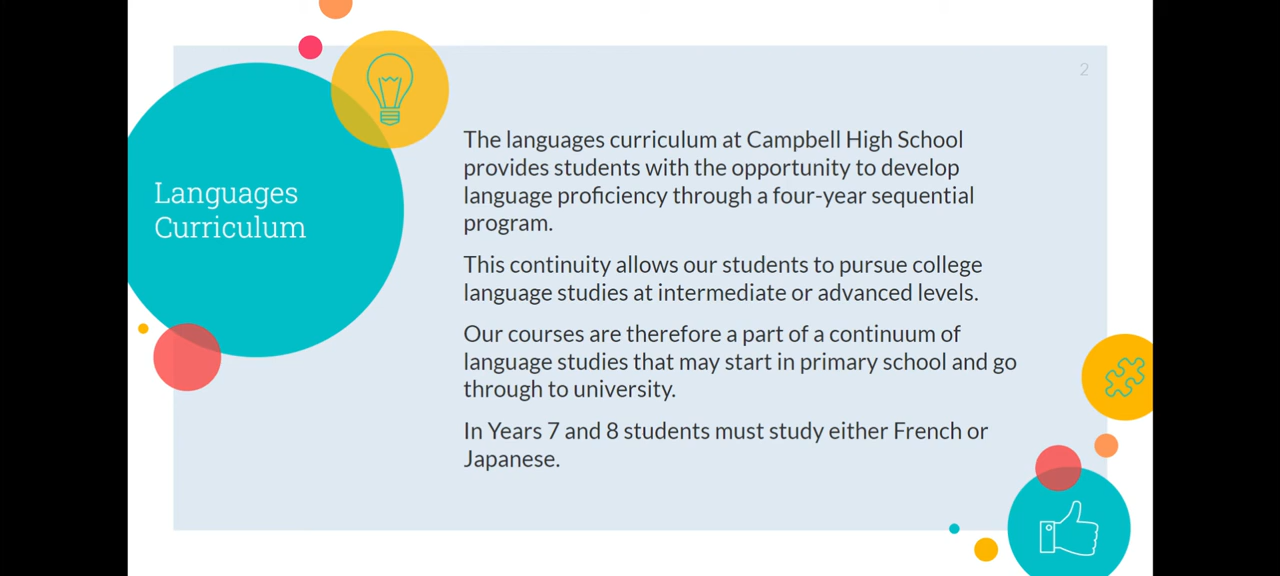 2
Languages
Curriculum
The languages curriculum at Campbell High School
provides students with the opportunity to develop
language proficiency through a four-year sequential
program.
This continuity allows our students to pursue college
language studies at intermediate or advanced levels.
Our courses are therefore a part of a continuum of
language studies that may start in primary school and go
through to university.
In Years 7 and 8 students must study either French or
Japanese.